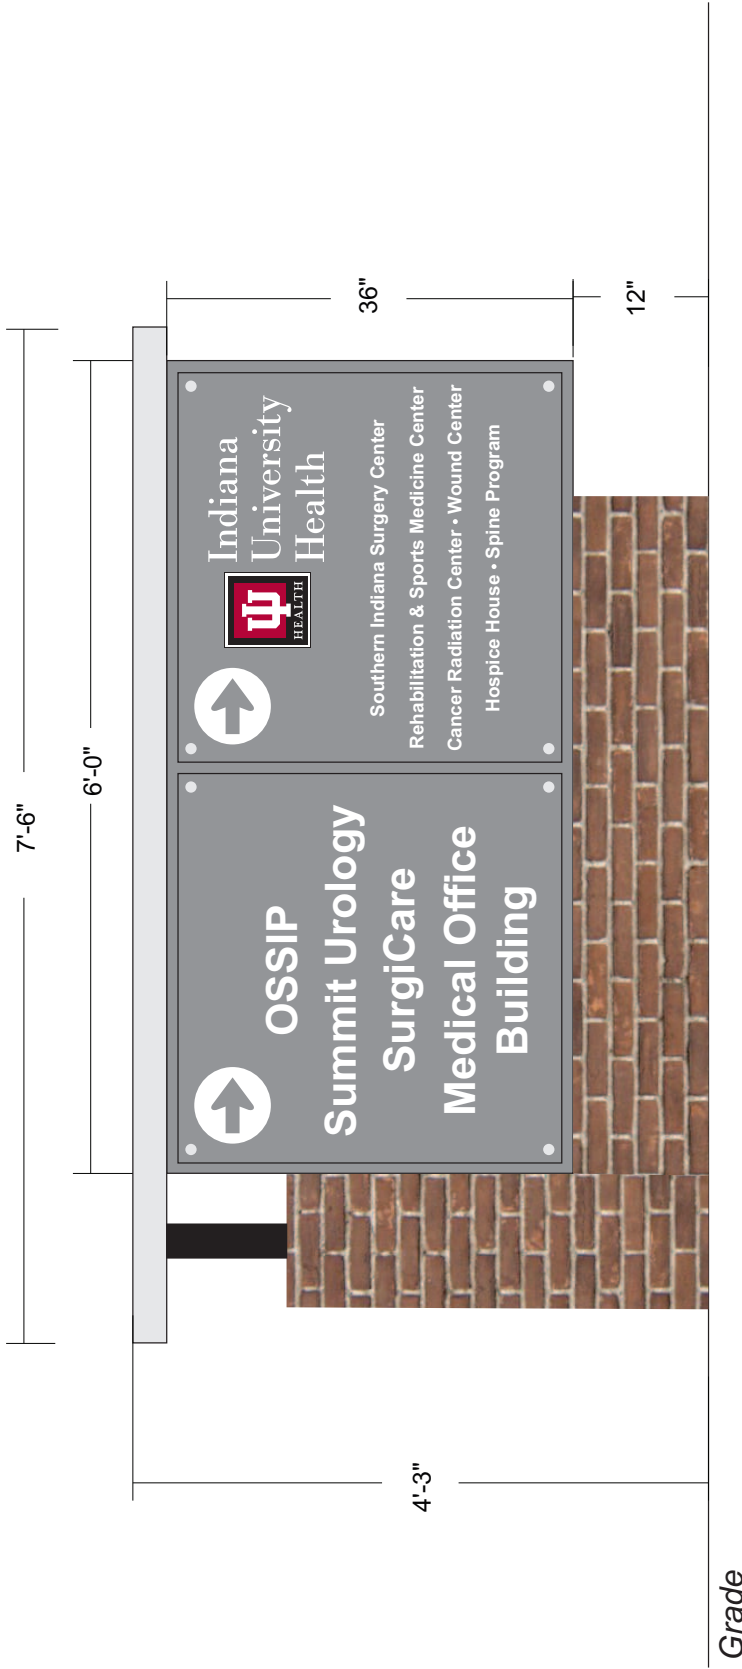 7'-6"
6'-0"
OSSIP
Summit Urology
SurgiCare
Medical Office
Building
Indiana
University
Health
HEALTH
Southern Indiana Surgery Center
Rehabilitation & Sports Medicine Center
Cancer Radiation Center • Wound Center
Hospice House • Spine Program
36"
12"
4'-3"
Grade